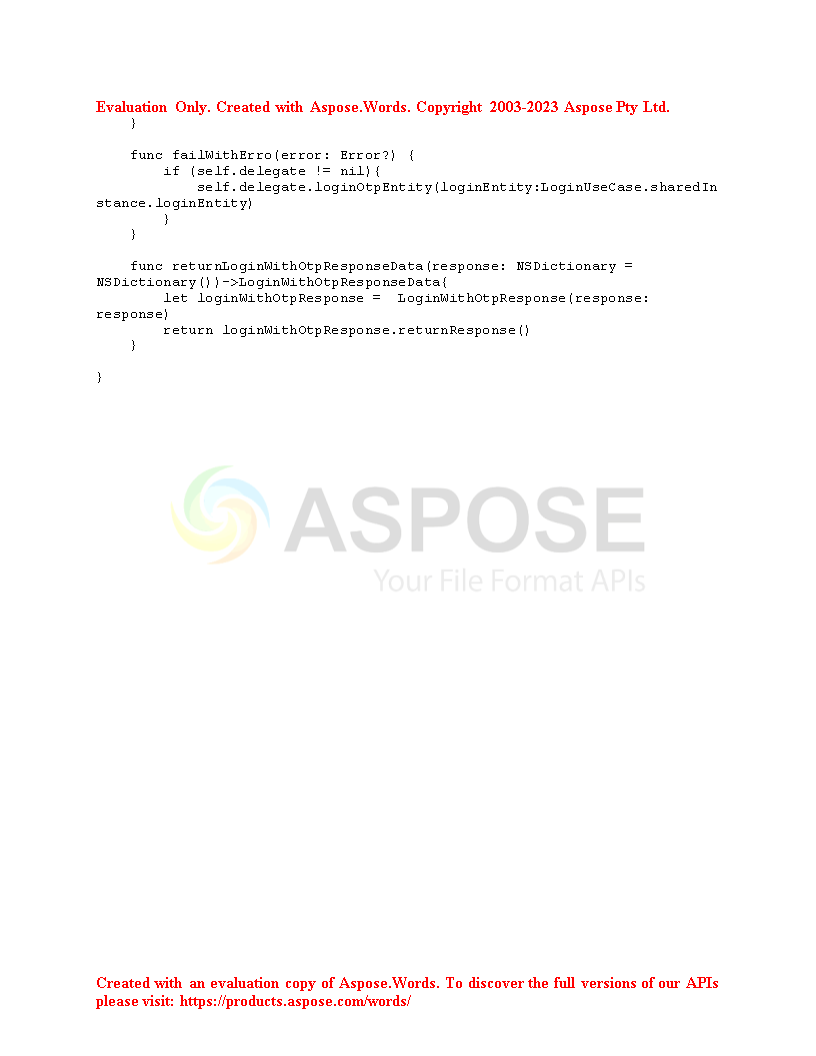 Evaluation Only. Created with Aspose.Words. Copyright 2003-2023 Aspose Pty Ltd.
    }
    func failWithErro(error: Error?) {
        if (self.delegate != nil){
            self.delegate.loginOtpEntity(loginEntity:LoginUseCase.sharedIn
stance.loginEntity)
        }
    }
    func returnLoginWithOtpResponseData(response: NSDictionary =
NSDictionary())->LoginWithOtpResponseData{
        let loginWithOtpResponse =  LoginWithOtpResponse(response:
response)
        return loginWithOtpResponse.returnResponse()
    }
}
ASPOSE
Your File Format APIs
Created with an evaluation copy of Aspose.Words. To discover the full versions of our APIs
please visit: https://products.aspose.com/words/